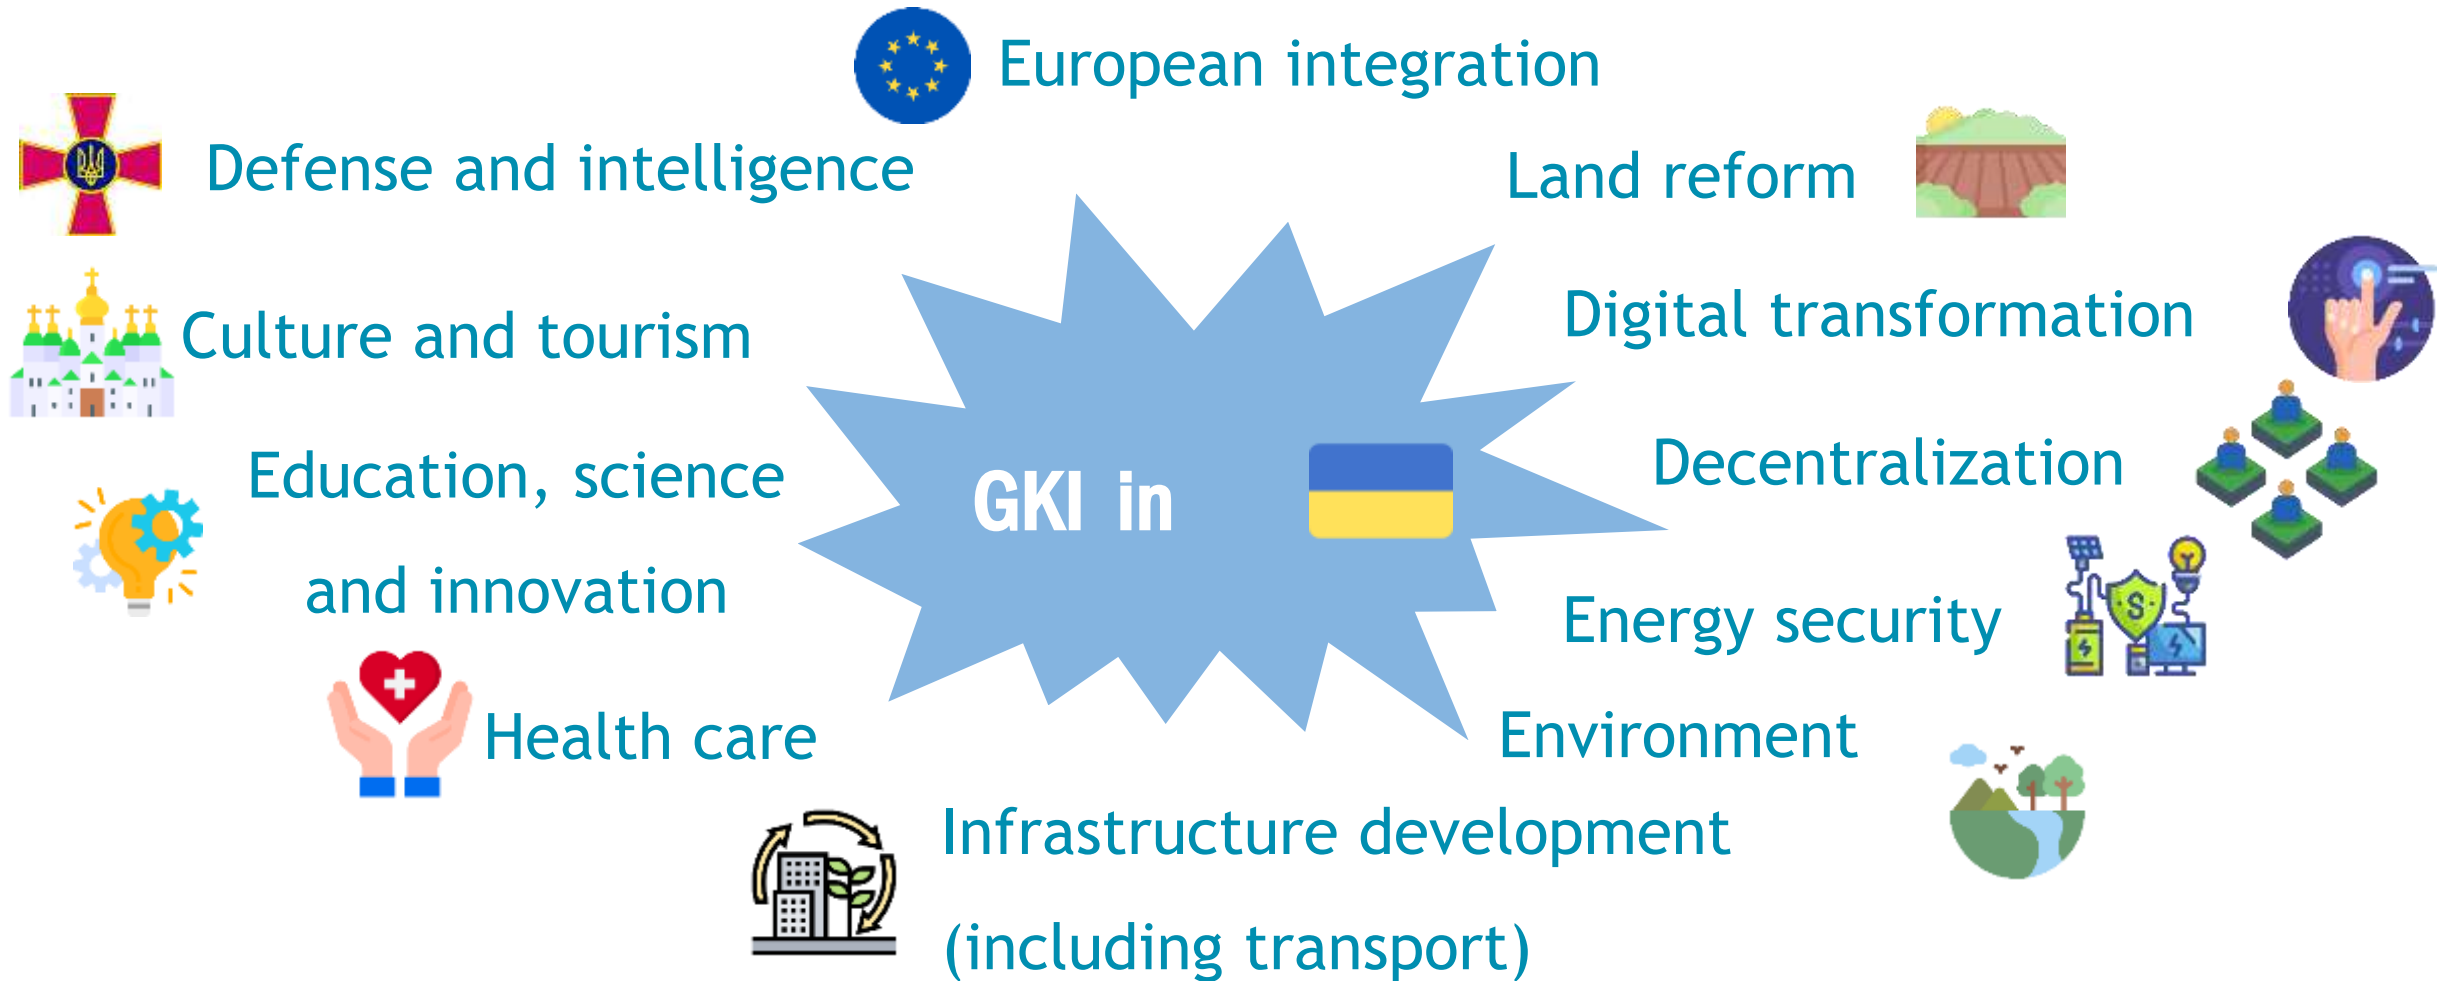 European integration
Defense and intelligence
Land reform
Culture and tourism
Digital transformation
Education, science
and innovation
GKI in
Decentralization
Energy security
Health care
Environment
Infrastructure development
(including transport)
S